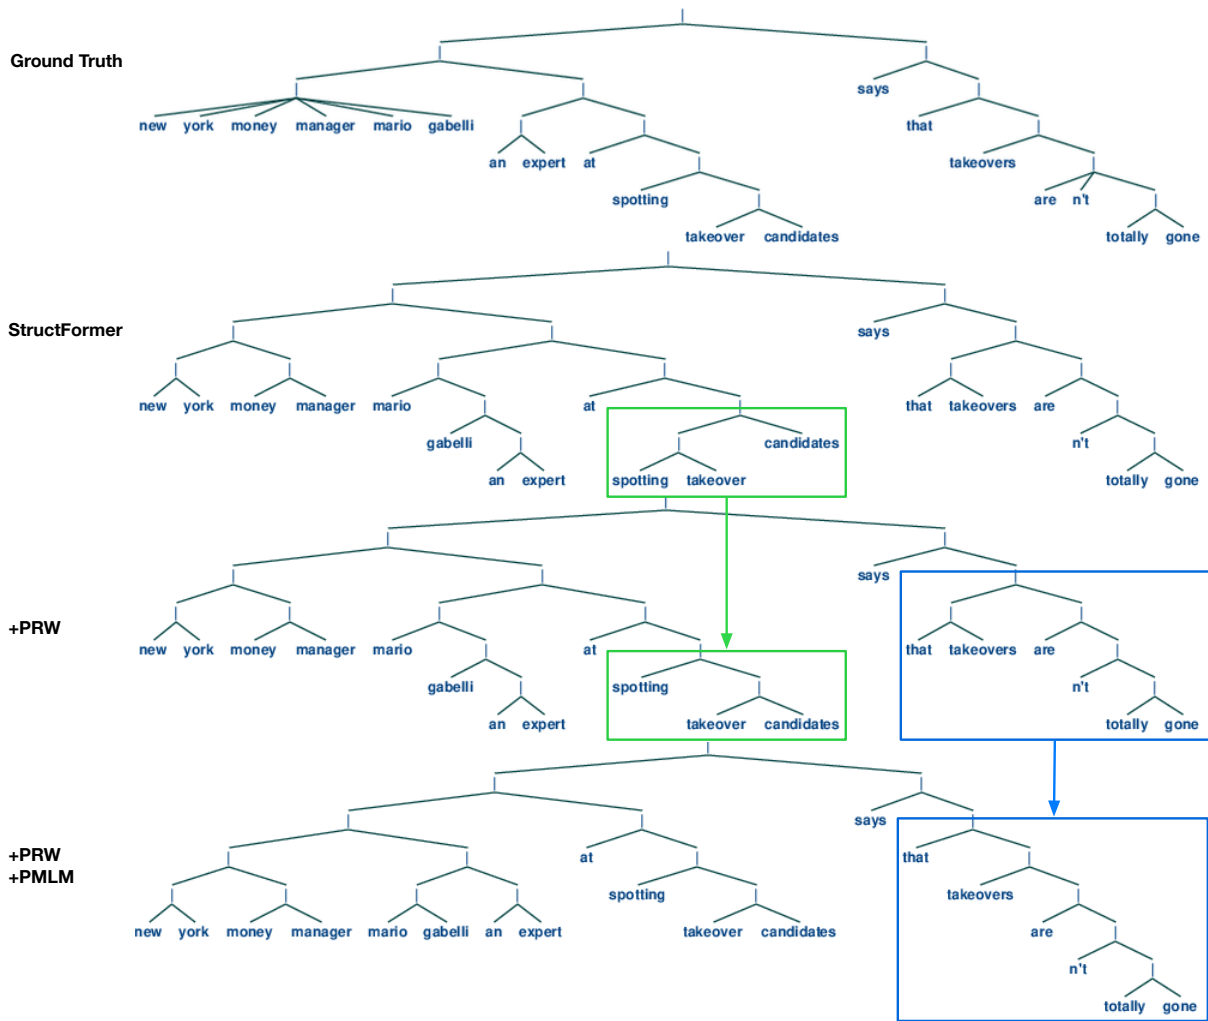 Ground Truth
says
new york money manager mario gabelli that
an expert at takeovers
spotting are n't
takeover candidates totally gone
StructFormer
says
new york money manager mario at that takeovers are
gabelli candidates n't
an expert spotting takeover totally gone
says
+PRW
new york money manager mario at that takeovers are
gabelli spotting n't
an expert takeover candidates totally gone
says
+PRW
at that
+PMLM
spotting takeovers
new york money manager mario gabelli an expert takeover candidates are
n't
totally gone